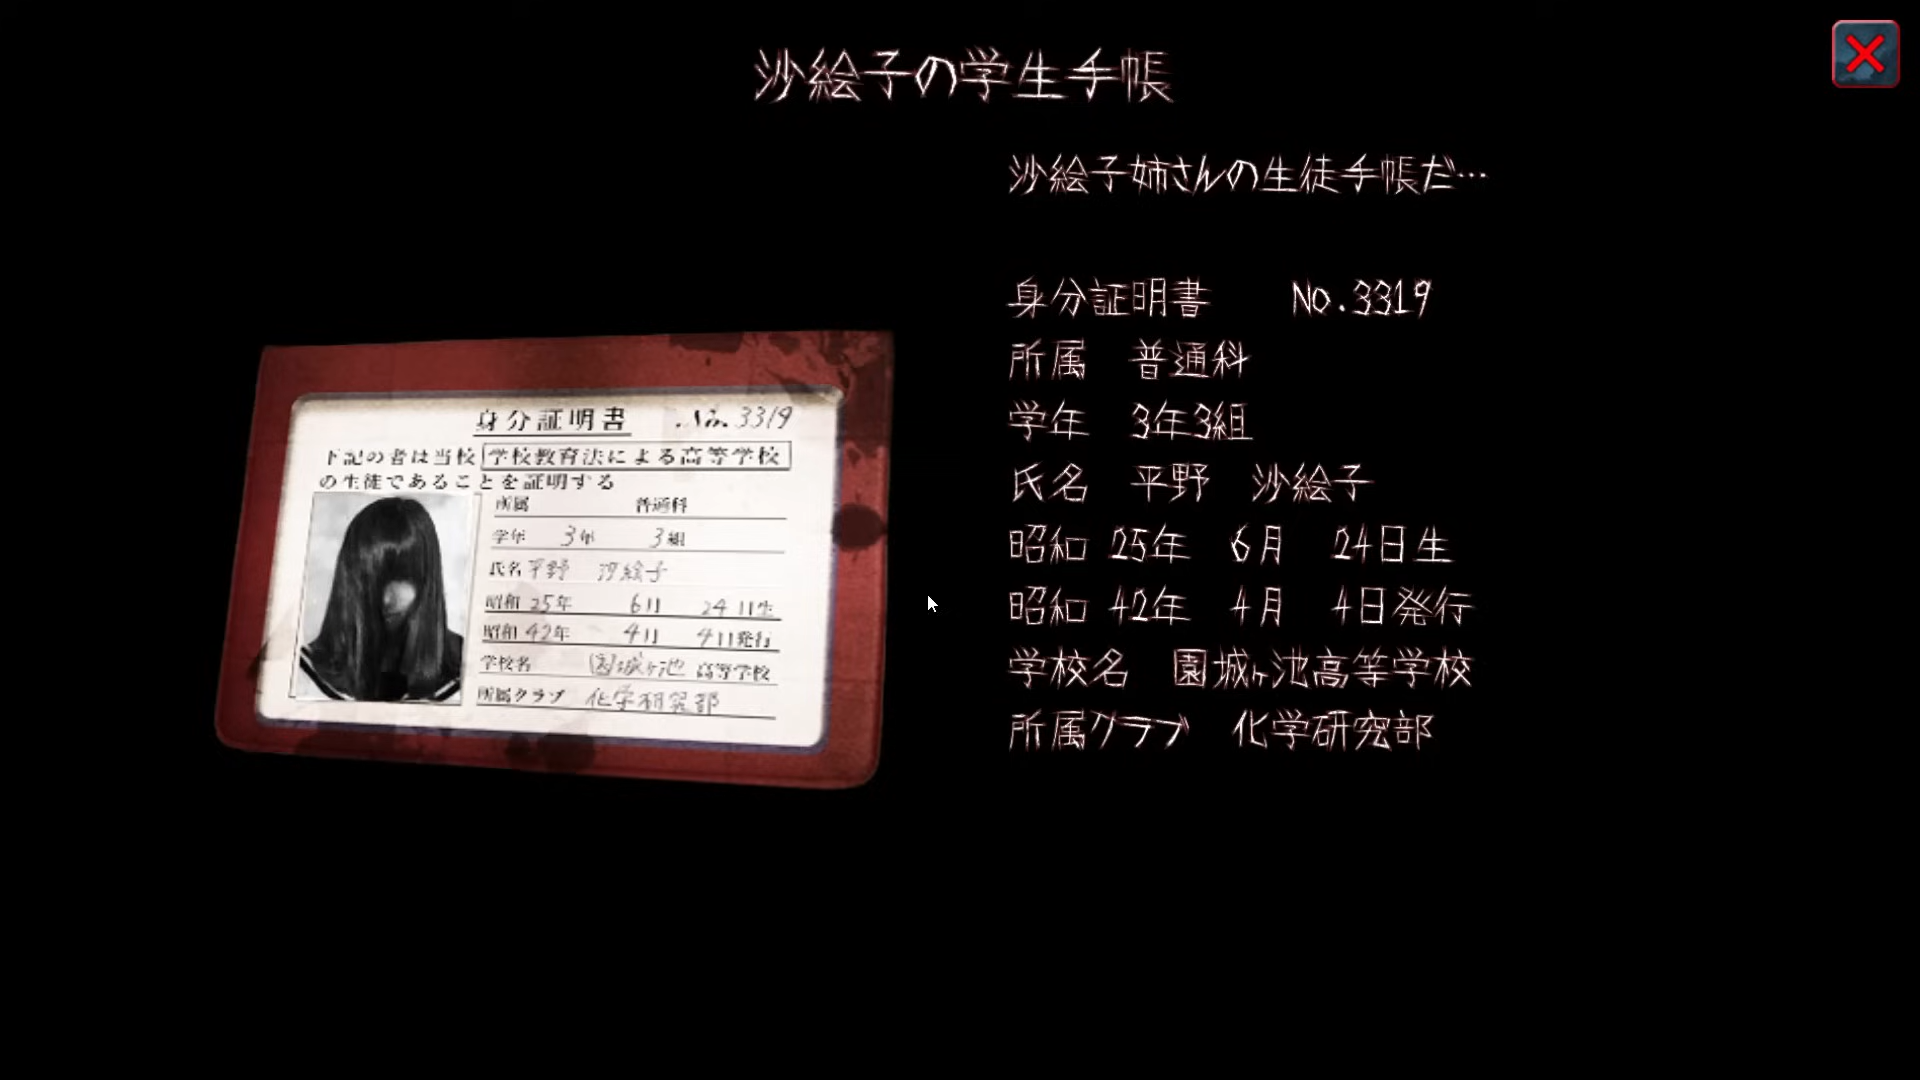 沙絵子の学生手帳
沙絵子姉さんの生徒手帳だ…
身分証明書 No.3319
所属 普通科
学年 3年3組
氏名 平野 沙絵子
昭和 25年 6月 24日生
昭和 42年 4月 4日発行
学校名 園城ヶ池高等学校
所属クラブ 化学研究部
身分証明書 No. 3319
下記の者は当校 学校教育法による高等学校
の生徒であることを証明する
所属 普通科
学年 3年 3組
氏名 平野 沙絵子
昭和 25年 6月 24日生
昭和 42年 4月 4日発行
学校名 園城ヶ池 高等学校
所属クラブ 化学研究部